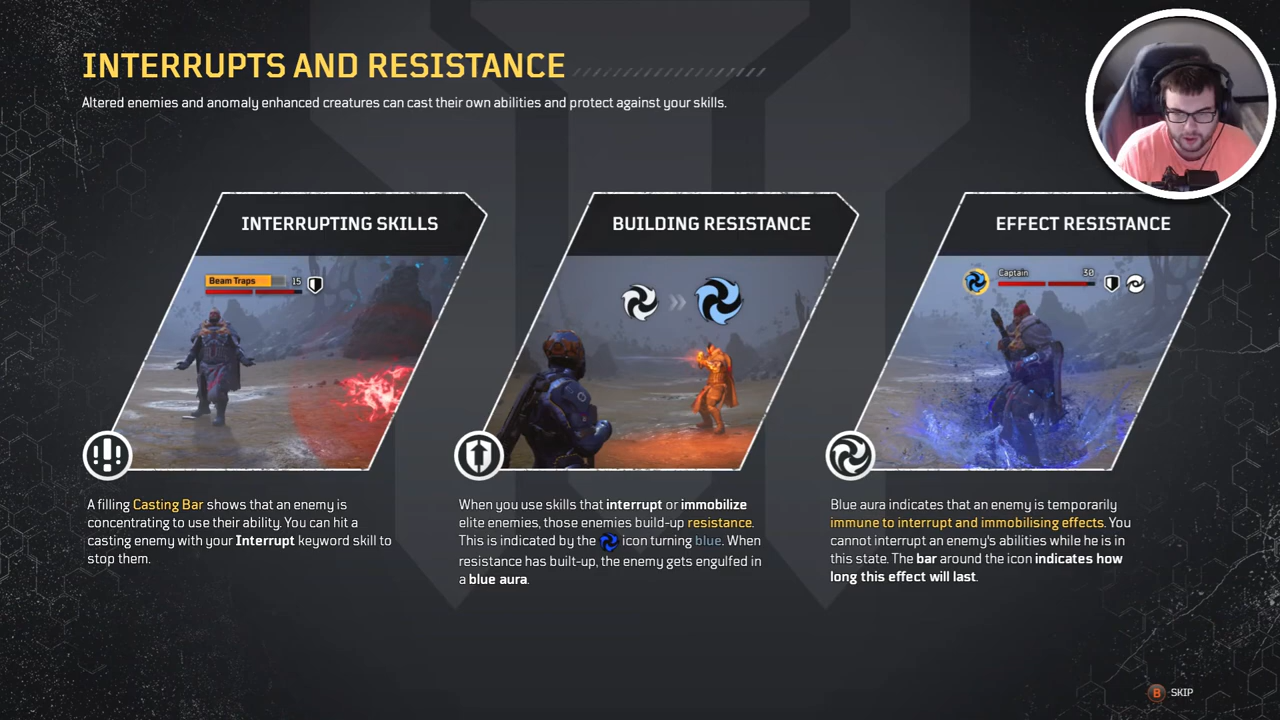 INTERRUPTS AND RESISTANCE
Altered enemies and anomaly enhanced creatures can cast their own abilities and protect against your skills.
INTERRUPTING SKILLS
Beam Traps 15
A filling Casting Bar shows that an enemy is
concentrating to use their ability. You can hit a
casting enemy with your Interrupt keyword skill to
stop them.
BUILDING RESISTANCE
When you use skills that interrupt or immobilize
elite enemies, those enemies build-up resistance.
This is indicated by the icon turning blue. When
resistance has built-up, the enemy gets engulfed in
a blue aura.
EFFECT RESISTANCE
Captain 30
Blue aura indicates that an enemy is temporarily
immune to interrupt and immobilising effects. You
cannot interrupt an enemy's abilities while he is in
this state. The bar around the icon indicates how
long this effect will last.
B SKIP